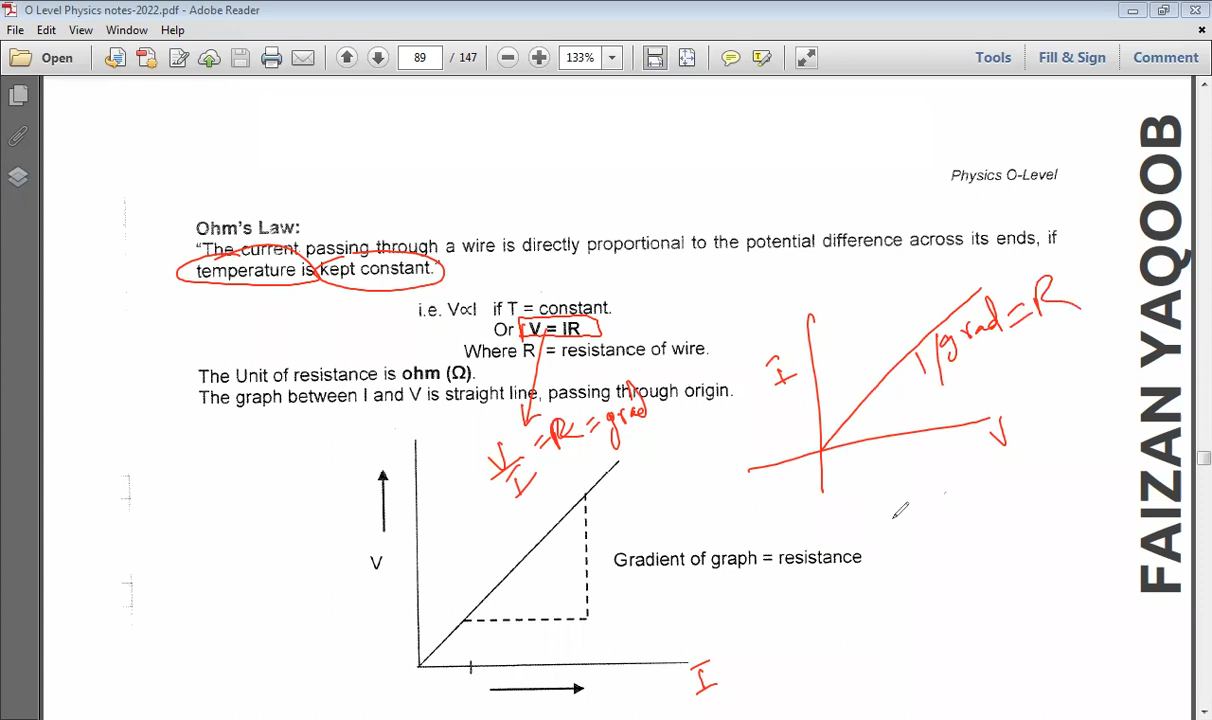 O Level Physics notes-2022.pdf - Adobe Reader
File Edit View Window Help
Open 89 / 147 133% Tools Fill & Sign Comment
Physics O-Level
FAIZAN YAQOOB
Ohm's Law:
"The current passing through a wire is directly proportional to the potential difference across its ends, if
temperature is kept constant."
i.e. V∝I if T = constant.
Or V = IR
Where R = resistance of wire.
The Unit of resistance is ohm (Ω).
The graph between I and V is straight line, passing through origin.
V/I = R = grad
I
1/grad = R
V
V
Gradient of graph = resistance
I